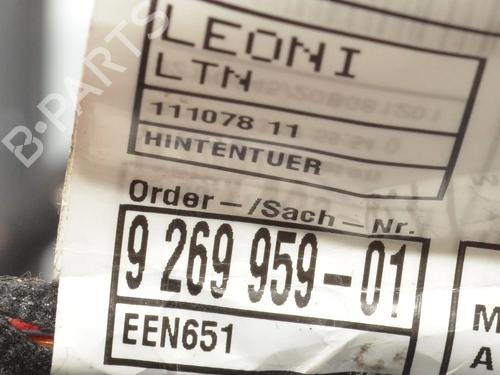 LEONI
LTN
111078 11
HINTENTUER
Order-/Sach-Nr.
9 269 959-01
EEN651
M
A
B-PARTS